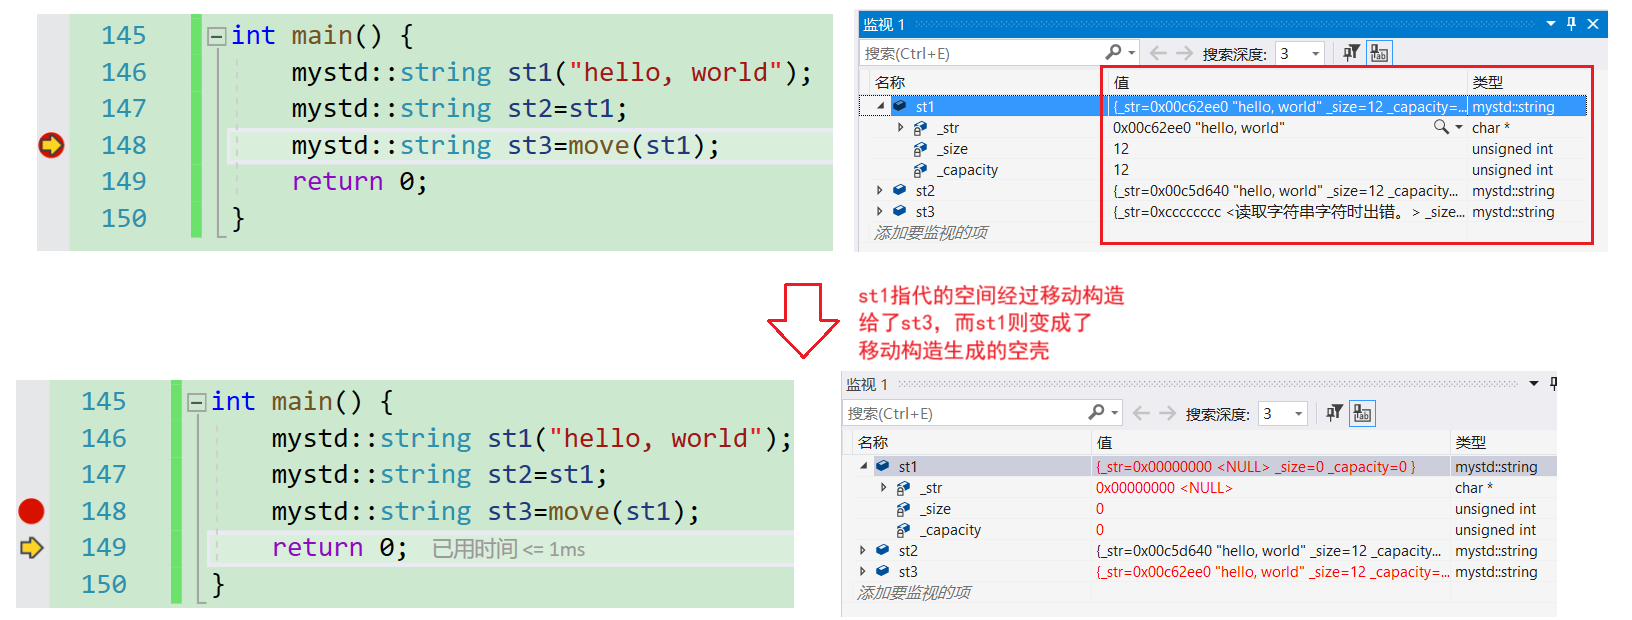 145 int main() {
146 mystd::string st1("hello, world");
147 mystd::string st2=st1;
148 mystd::string st3=move(st1);
149 return 0;
150 }
监视 1
搜索(Ctrl+E) 搜索深度: 3
名称 值 类型
st1 {_str=0x00c62ee0 "hello, world" _size=12 _capacity=... mystd::string
_str 0x00c62ee0 "hello, world" char *
_size 12 unsigned int
_capacity 12 unsigned int
st2 {_str=0x00c5d640 "hello, world" _size=12 _capacity... mystd::string
st3 {_str=0xcccccccc <读取字符串字符时出错。> _size... mystd::string
添加要监视的项
st1指代的空间经过移动构造
给了st3，而st1则变成了
移动构造生成的空壳
145 int main() {
146 mystd::string st1("hello, world");
147 mystd::string st2=st1;
148 mystd::string st3=move(st1);
149 return 0; 已用时间 <= 1ms
150 }
监视 1
搜索(Ctrl+E) 搜索深度: 3
名称 值 类型
st1 {_str=0x00000000 <NULL> _size=0 _capacity=0 } mystd::string
_str 0x00000000 <NULL> char *
_size 0 unsigned int
_capacity 0 unsigned int
st2 {_str=0x00c5d640 "hello, world" _size=12 _capacity... mystd::string
st3 {_str=0x00c62ee0 "hello, world" _size=12 _capacity=... mystd::string
添加要监视的项